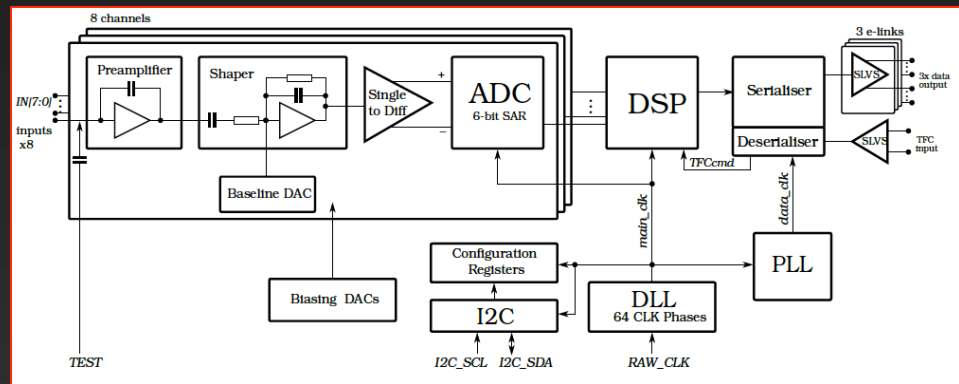 8 channels
3 e-links
Preamplifier
Shaper
IN[7:0]
inputs
x8
Single
to Diff
+
−
ADC
6-bit SAR
DSP
Serialiser
Deserialiser
SLVS
3x data
output
SLVS
TFC
input
TFCcmd
Baseline DAC
main_clk
data_clk
Biasing DACs
Configuration
Registers
I2C
DLL
64 CLK Phases
PLL
TEST
I2C_SCL
I2C_SDA
RAW_CLK